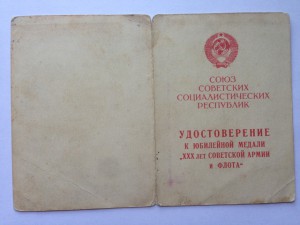 СОЮЗ
СОВЕТСКИХ
СОЦИАЛИСТИЧЕСКИХ
РЕСПУБЛИК
УДОСТОВЕРЕНИЕ
К ЮБИЛЕЙНОЙ МЕДАЛИ
„XXX лет СОВЕТСКОЙ АРМИИ
и ФЛОТА“